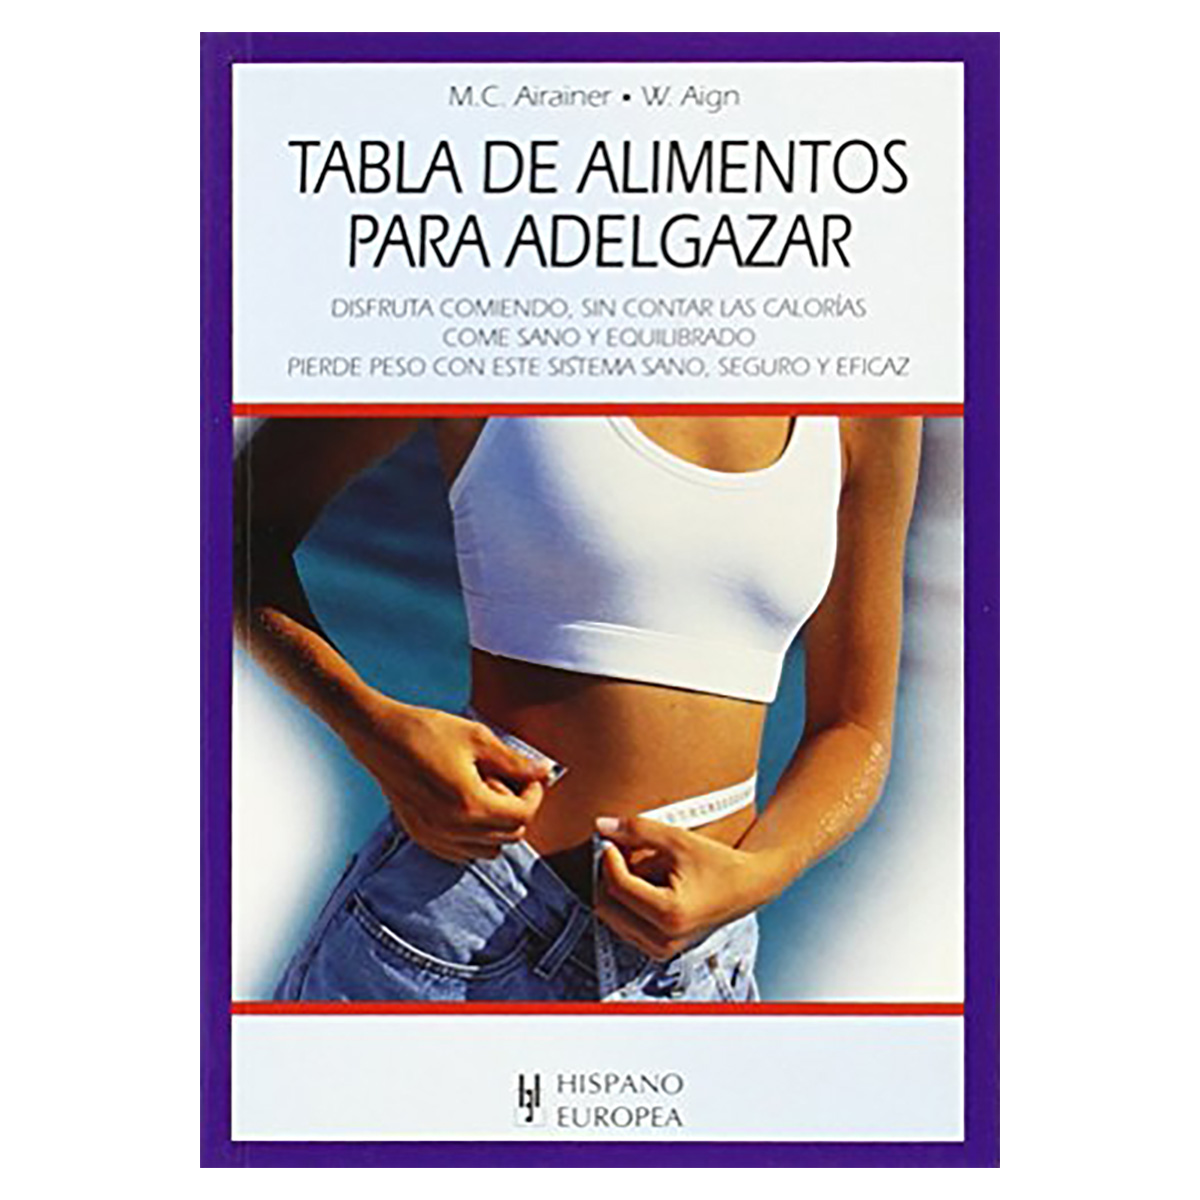 M.C. Airainer • W. Aign
TABLA DE ALIMENTOS
PARA ADELGAZAR
DISFRUTA COMIENDO, SIN CONTAR LAS CALORÍAS
COME SANO Y EQUILIBRADO
PIERDE PESO CON ESTE SISTEMA SANO, SEGURO Y EFICAZ
HISPANO
EUROPEA